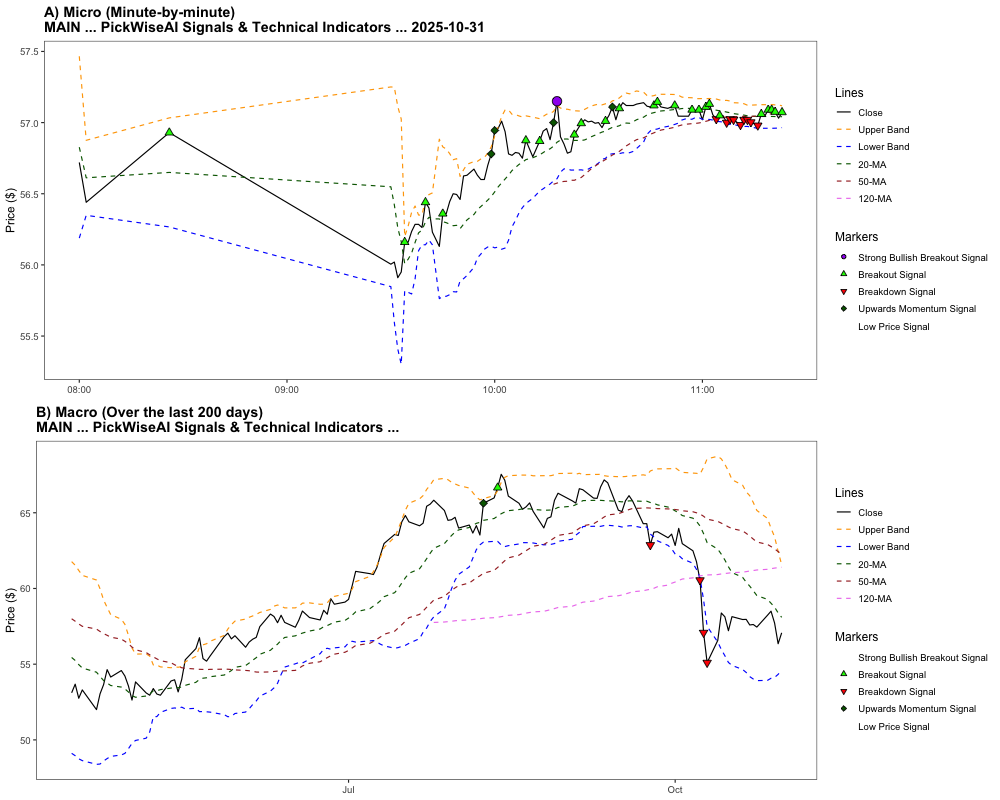 A) Micro (Minute-by-minute)
MAIN ... PickWiseAI Signals & Technical Indicators ... 2025-10-31
57.5
57.0
56.5
56.0
55.5
Price ($)
08:00
09:00
10:00
11:00
Lines
Close
Upper Band
Lower Band
20-MA
50-MA
120-MA
Markers
Strong Bullish Breakout Signal
Breakout Signal
Breakdown Signal
Upwards Momentum Signal
Low Price Signal
B) Macro (Over the last 200 days)
MAIN ... PickWiseAI Signals & Technical Indicators ...
65
60
55
50
Price ($)
Jul
Oct
Lines
Close
Upper Band
Lower Band
20-MA
50-MA
120-MA
Markers
Strong Bullish Breakout Signal
Breakout Signal
Breakdown Signal
Upwards Momentum Signal
Low Price Signal